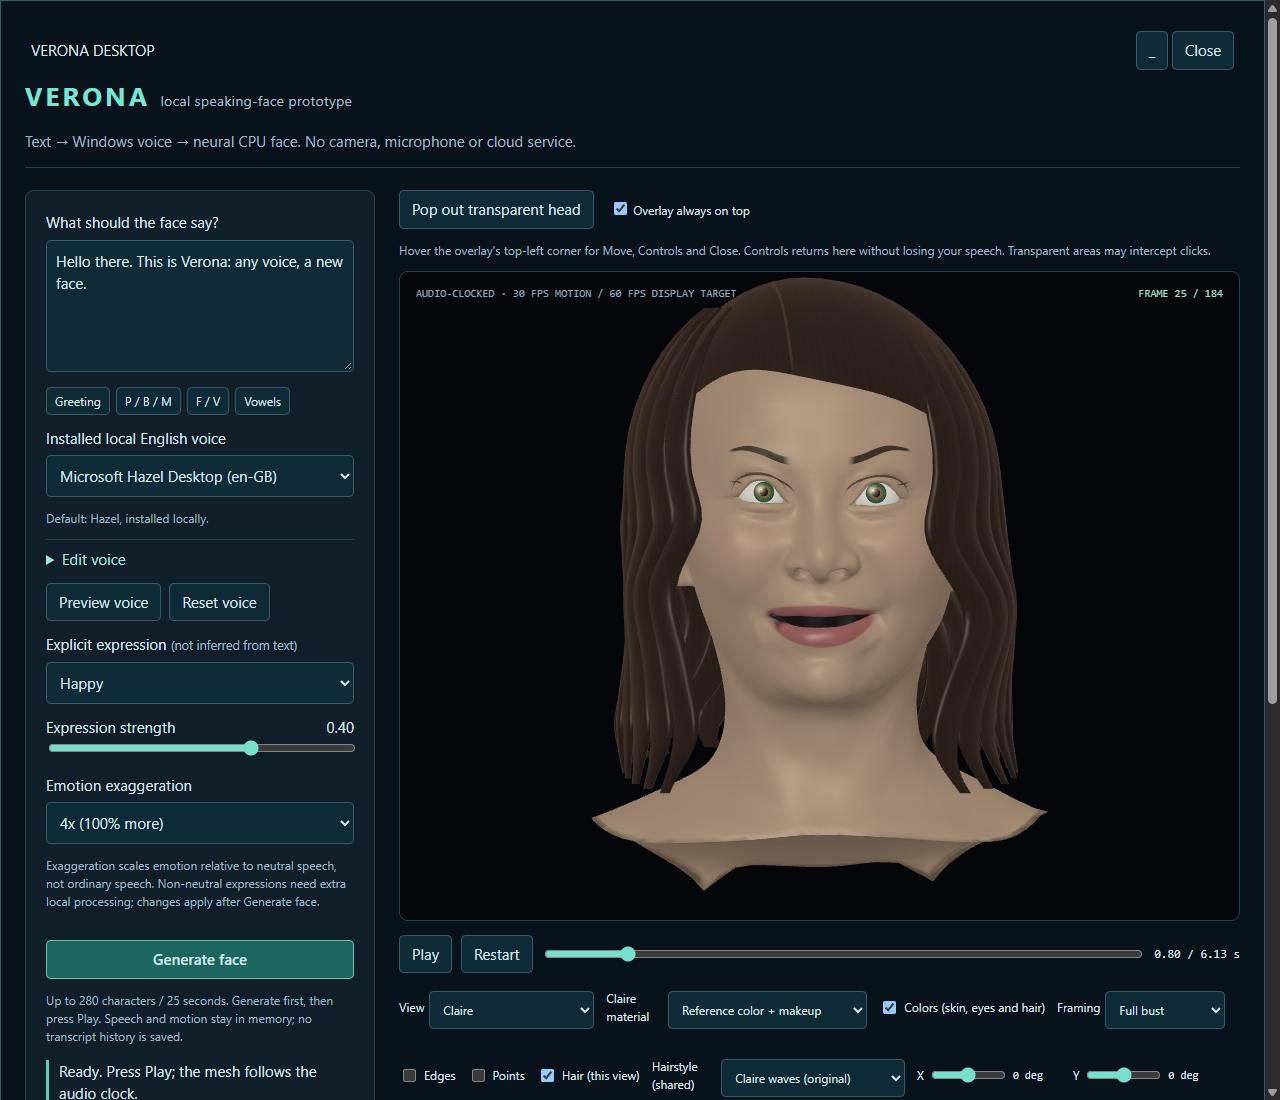 VERONA DESKTOP
_
Close
VERONA local speaking-face prototype
Text → Windows voice → neural CPU face. No camera, microphone or cloud service.
What should the face say?
Hello there. This is Verona: any voice, a new
face.
Greeting
P / B / M
F / V
Vowels
Installed local English voice
Microsoft Hazel Desktop (en-GB)
Default: Hazel, installed locally.
Edit voice
Preview voice
Reset voice
Explicit expression (not inferred from text)
Happy
Expression strength 0.40
Emotion exaggeration
4x (100% more)
Exaggeration scales emotion relative to neutral speech,
not ordinary speech. Non-neutral expressions need extra
local processing; changes apply after Generate face.
Generate face
Up to 280 characters / 25 seconds. Generate first, then
press Play. Speech and motion stay in memory; no
transcript history is saved.
Ready. Press Play; the mesh follows the
audio clock.
Pop out transparent head
Overlay always on top
Hover the overlay's top-left corner for Move, Controls and Close. Controls returns here without losing your speech. Transparent areas may intercept clicks.
AUDIO-CLOCKED · 30 FPS MOTION / 60 FPS DISPLAY TARGET
FRAME 25 / 184
Play
Restart
0.80 / 6.13 s
View
Claire
Claire
material
Reference color + makeup
Colors (skin, eyes and hair)
Framing
Full bust
Edges
Points
Hair (this view)
Hairstyle
(shared)
Claire waves (original)
X
0 deg
Y
0 deg